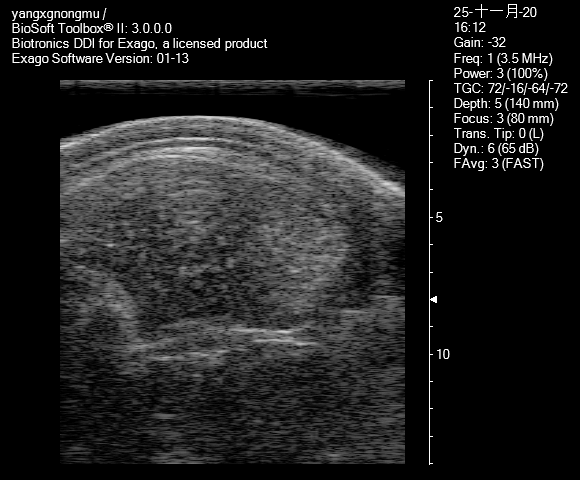 yangxgnongmu /
BioSoft Toolbox® II: 3.0.0.0
Biotronics DDI for Exago, a licensed product
Exago Software Version: 01-13
25-十一月-20
16:12
Gain: -32
Freq: 1 (3.5 MHz)
Power: 3 (100%)
TGC: 72/-16/-64/-72
Depth: 5 (140 mm)
Focus: 3 (80 mm)
Trans. Tip: 0 (L)
Dyn.: 6 (65 dB)
FAvg: 3 (FAST)
5
10